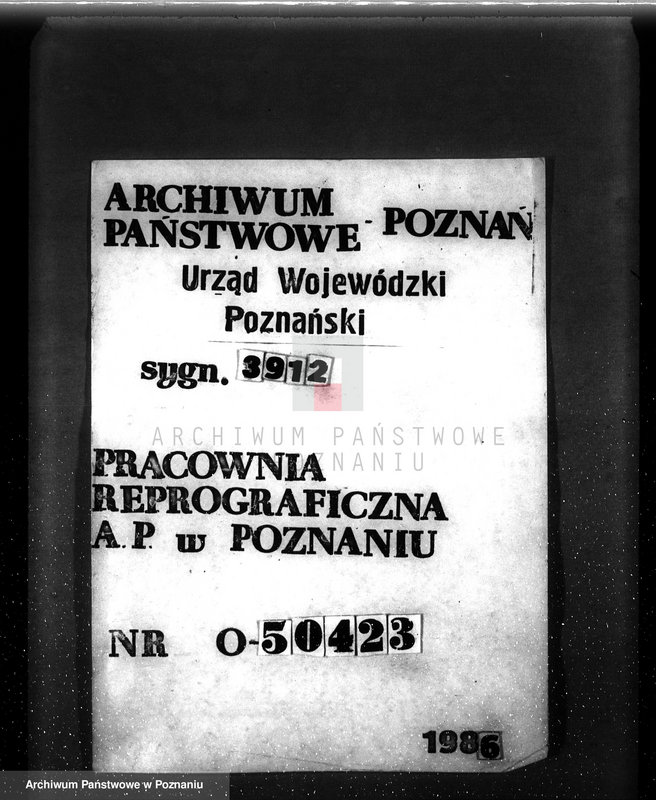 ARCHIWUM
PAŃSTWOWE - POZNAŃ
Urząd Wojewódzki
Poznański
sygn. 3912
ARCHIWUM PAŃSTWOWE
NANIU
PRACOWNIA
REPROGRAFICZNA
A.P. w POZNANIU
NR O-50423
1986
Archiwum Państwowe w Poznaniu